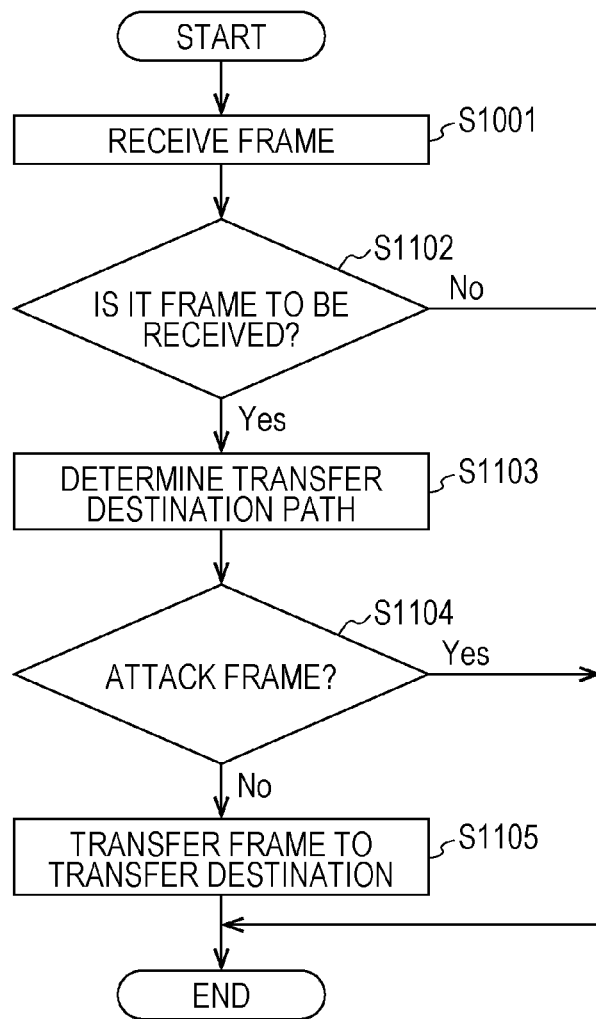 START
RECEIVE FRAME
S1001
S1102
IS IT FRAME TO BE
RECEIVED?
No
Yes
DETERMINE TRANSFER
DESTINATION PATH
S1103
S1104
ATTACK FRAME?
Yes
No
TRANSFER FRAME TO
TRANSFER DESTINATION
S1105
END